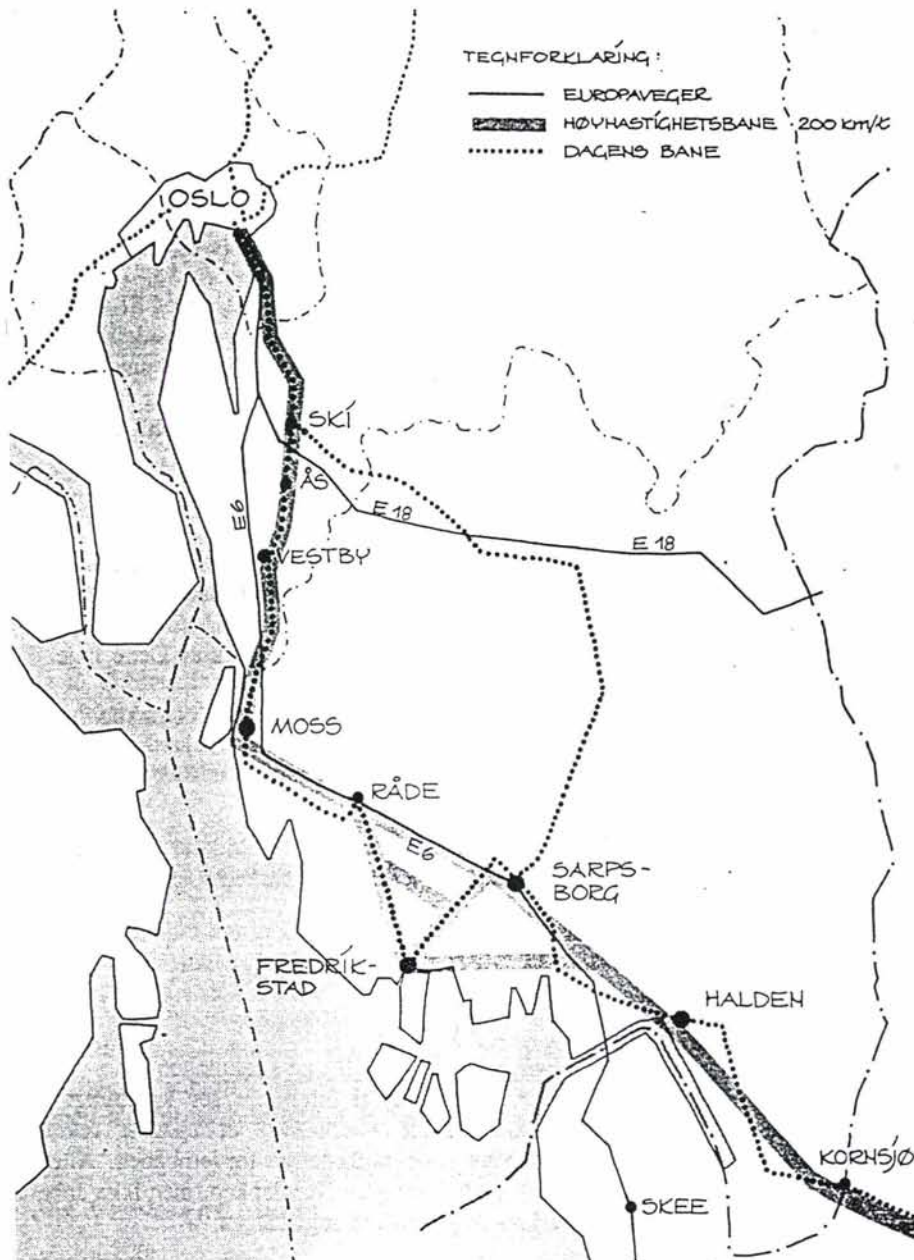 TEGNFORKLARING:
EUROPAVEGER
HØYHASTIGHETSBANE 200 km/t
DAGENS BANE
OSLO
SKI
ÅS
E6
E 18
E 18
VESTBY
MOSS
RÅDE
E6
SARPS-
BORG
FREDRIK-
STAD
HALDEN
KORNSJØ
SKEE